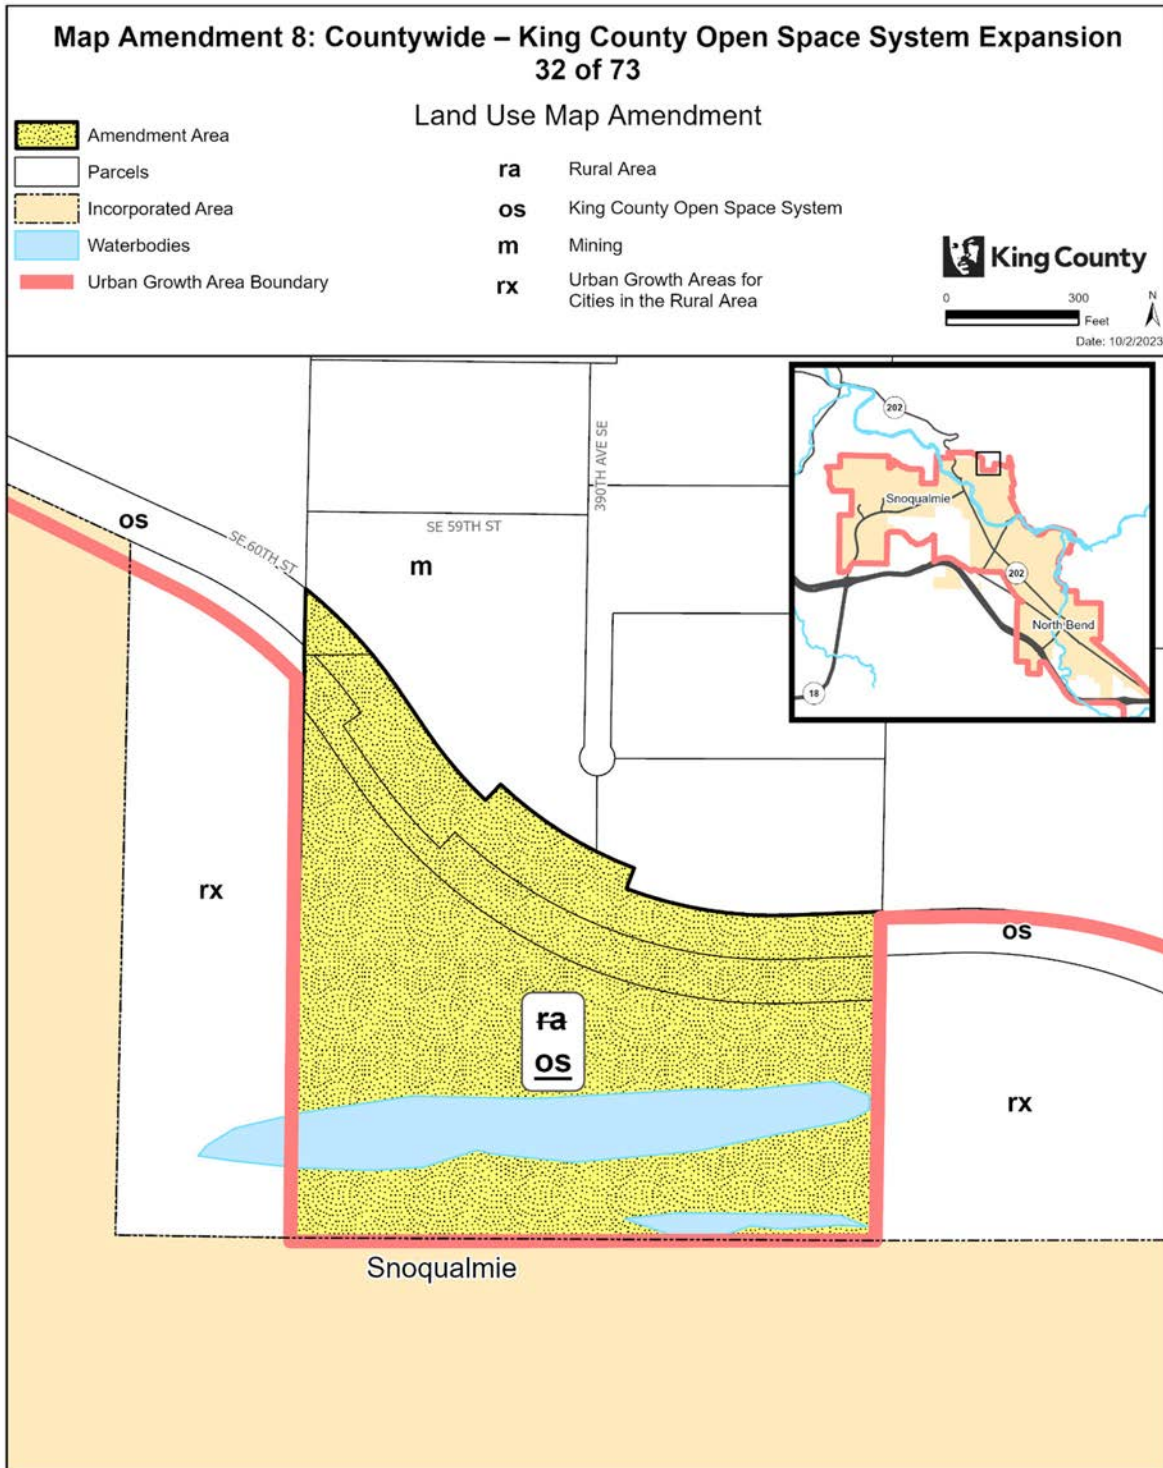 Map Amendment 8: Countywide – King County Open Space System Expansion
32 of 73
Land Use Map Amendment
Amendment Area
Parcels
Incorporated Area
Waterbodies
Urban Growth Area Boundary
ra Rural Area
os King County Open Space System
m Mining
rx Urban Growth Areas for
Cities in the Rural Area
King County
0 300
Feet
N
Date: 10/2/2023
202
Snoqualmie
202
North Bend
18
390TH AVE SE
SE 59TH ST
SE 60TH ST
os
m
rx
os
ra
os
rx
Snoqualmie